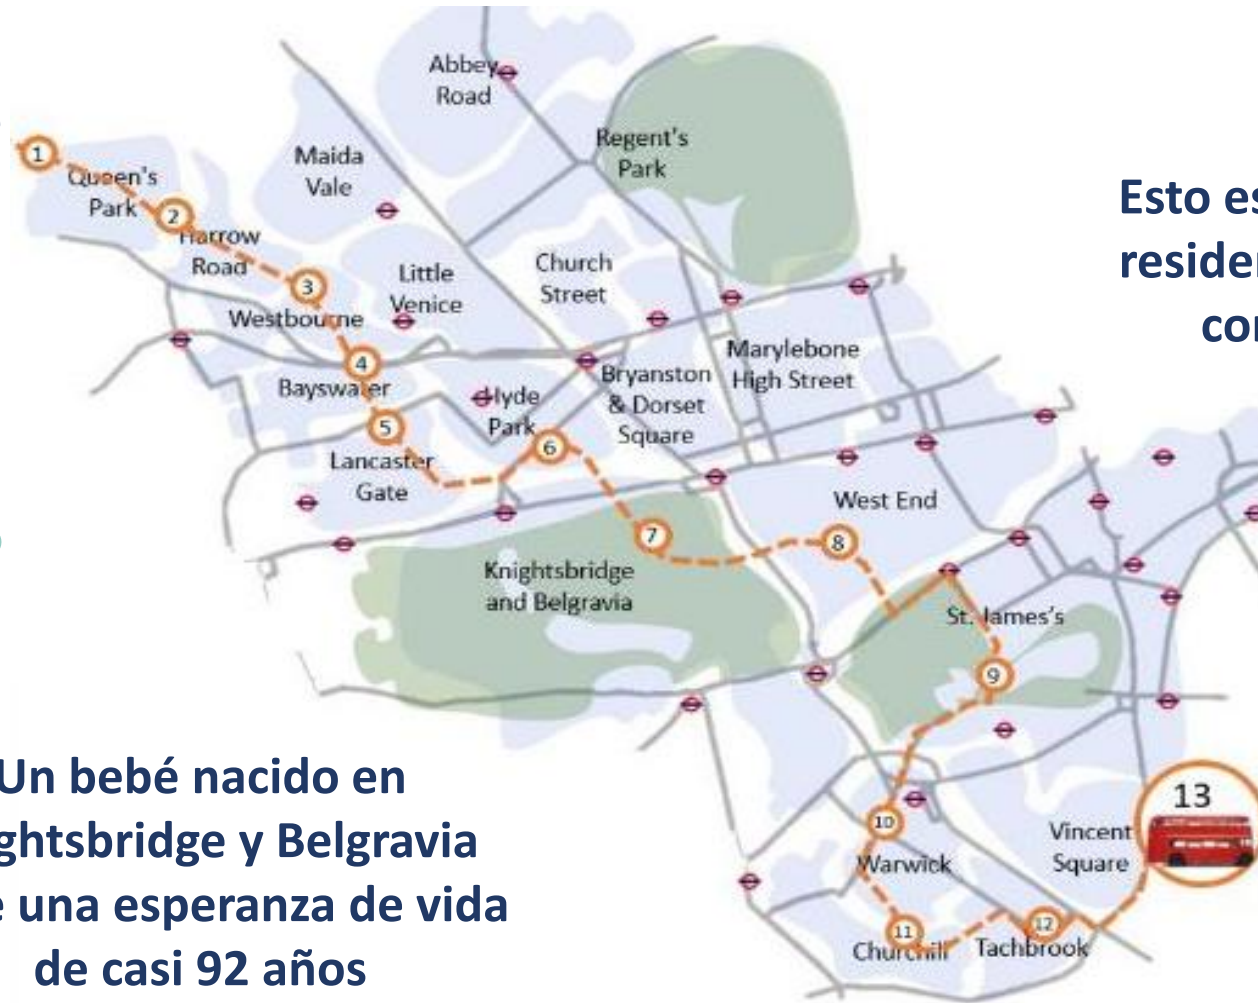 Abbey
Road
Regent's
Park
Maida
Vale
1
Queen's
Park
2
Harrow
Road
3
Little
Venice
Church
Street
Westbourne
4
Bayswater
5
Hyde
Park
6
Bryanston
& Dorset
Square
Marylebone
High Street
Lancaster
Gate
West End
7
8
Knightsbridge
and Belgravia
St. James's
9
10
Warwick
Vincent
Square
13
11
Churchill
12
Tachbrook
Esto es
Un bebé nacido en
ghtsbridge y Belgravia
e una esperanza de vida
de casi 92 años